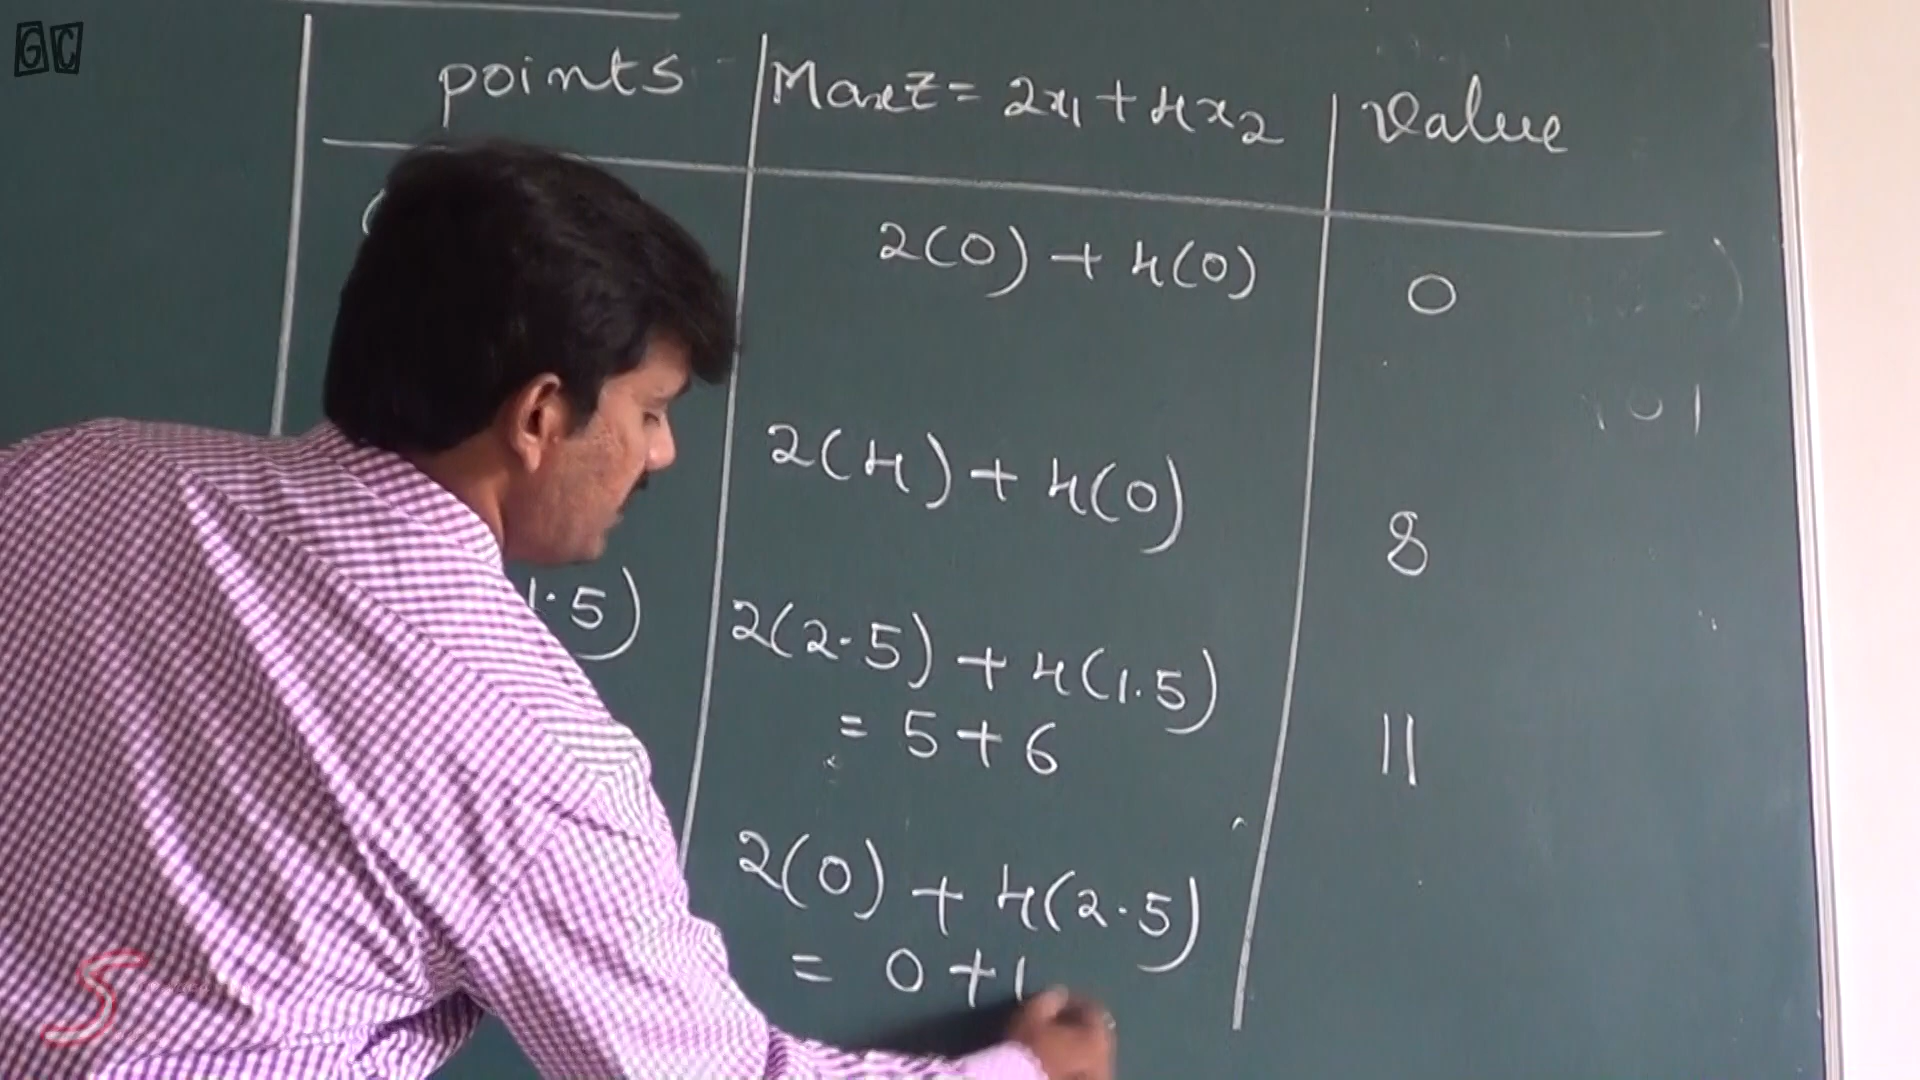 GC
points Max Z = 2x₁ + 4x₂ Value
2(0) + 4(0) 0
2(4) + 4(0) 8
1.5) 2(2.5) + 4(1.5)
= 5 + 6 11
2(0) + 4(2.5)
= 0 + 1